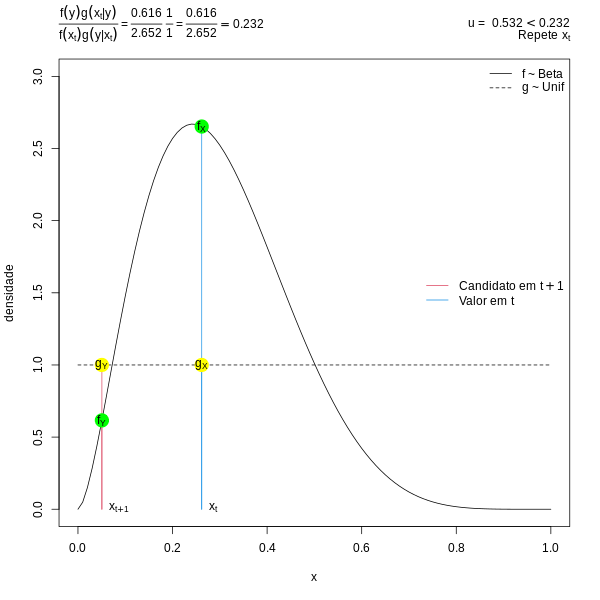 f(y)g(xₜ|y) / f(xₜ)g(y|xₜ) = 0.616 / 2.652 1 / 1 = 0.616 / 2.652 = 0.232
u = 0.532 < 0.232
Repete xₜ
f ~ Beta
g ~ Unif
Candidato em t + 1
Valor em t
densidade
3.0
2.5
2.0
1.5
1.0
0.5
0.0
fX
gY
gX
fY
xₜ₊₁
xₜ
0.0 0.2 0.4 0.6 0.8 1.0
x